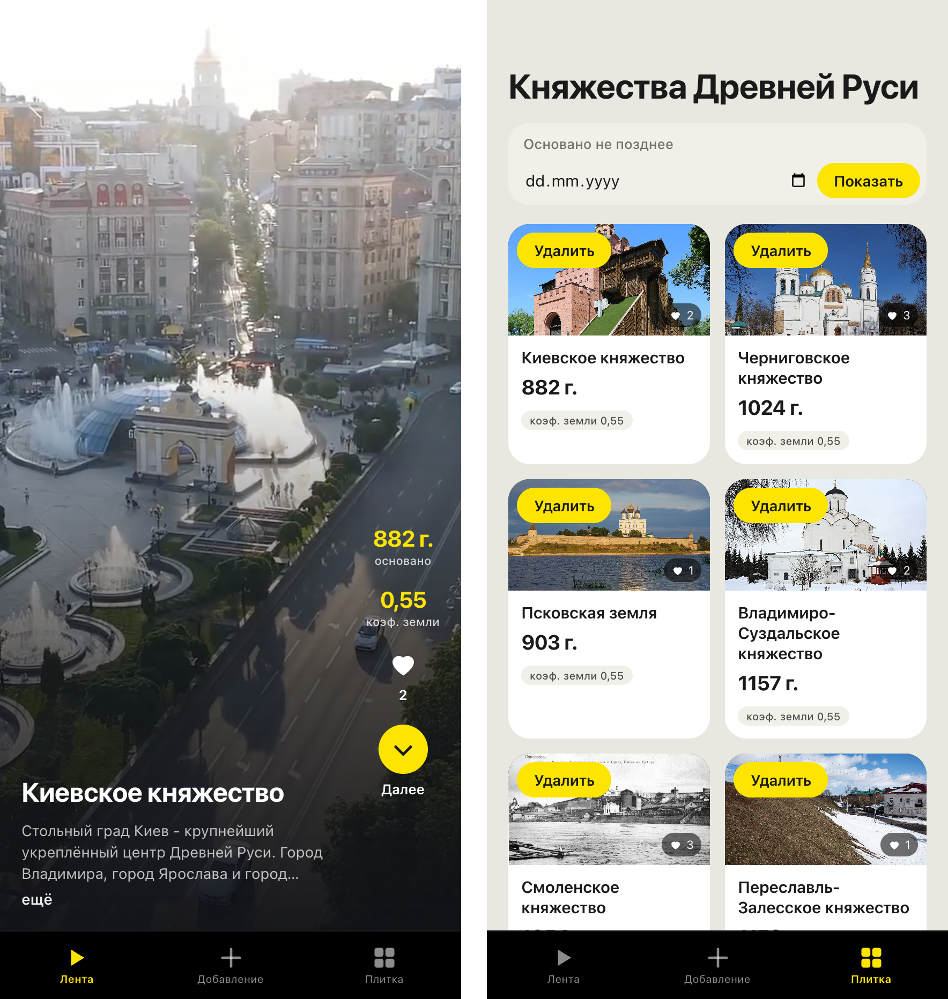 882 г.
основано
0,55
коэф. земли
2
Далее
Киевское княжество
Стольный град Киев - крупнейший
укреплённый центр Древней Руси. Город
Владимира, город Ярослава и город...
ещё
Лента
Добавление
Плитка
Княжества Древней Руси
Основано не позднее
dd.mm.yyyy
Показать
Удалить
2
Киевское княжество
882 г.
коэф. земли 0,55
Удалить
3
Черниговское
княжество
1024 г.
коэф. земли 0,55
Удалить
1
Псковская земля
903 г.
коэф. земли 0,55
Удалить
2
Владимиро-
Суздальское
княжество
1157 г.
коэф. земли 0,55
Удалить
3
Смоленское
княжество
Удалить
1
Переславль-
Залесское княжество
Лента
Добавление
Плитка